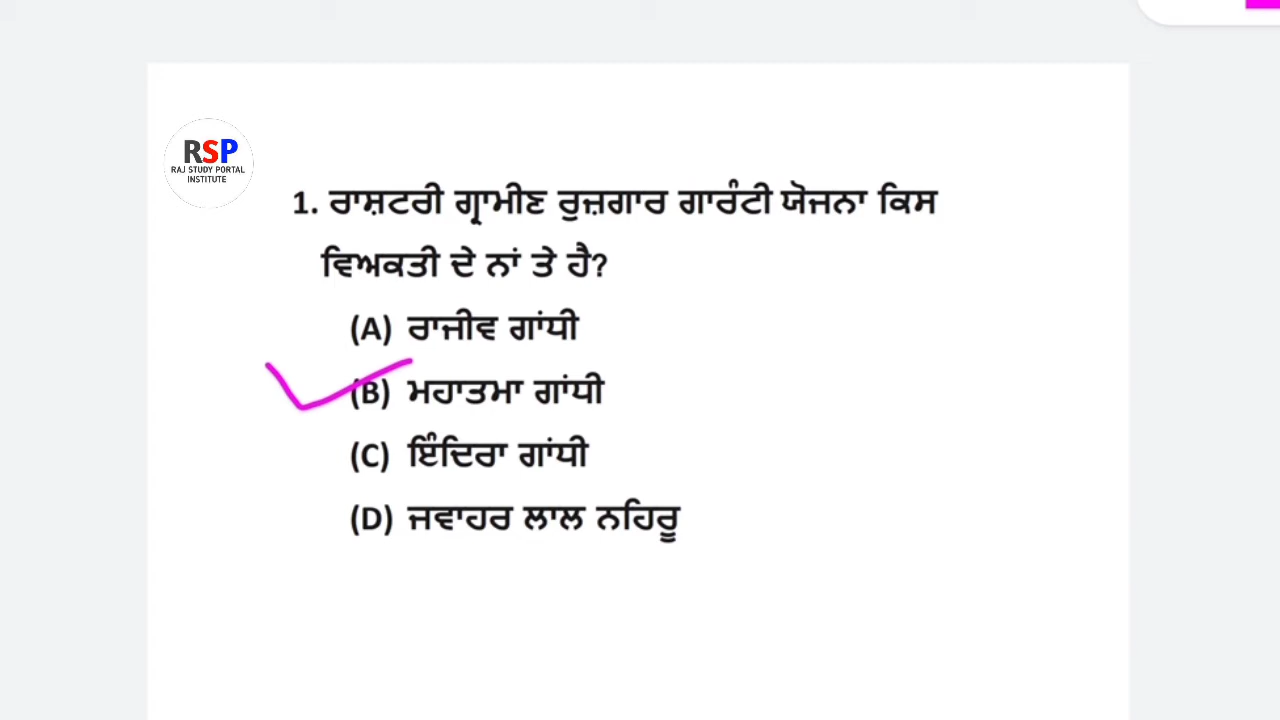 RSP
RAJ STUDY PORTAL
INSTITUTE
1. ਰਾਸ਼ਟਰੀ ਗ੍ਰਾਮੀਣ ਰੁਜ਼ਗਾਰ ਗਾਰੰਟੀ ਯੋਜਨਾ ਕਿਸ
ਵਿਅਕਤੀ ਦੇ ਨਾਂ ਤੇ ਹੈ?
(A) ਰਾਜੀਵ ਗਾਂਧੀ
(B) ਮਹਾਤਮਾ ਗਾਂਧੀ
(C) ਇੰਦਿਰਾ ਗਾਂਧੀ
(D) ਜਵਾਹਰ ਲਾਲ ਨਹਿਰੂ